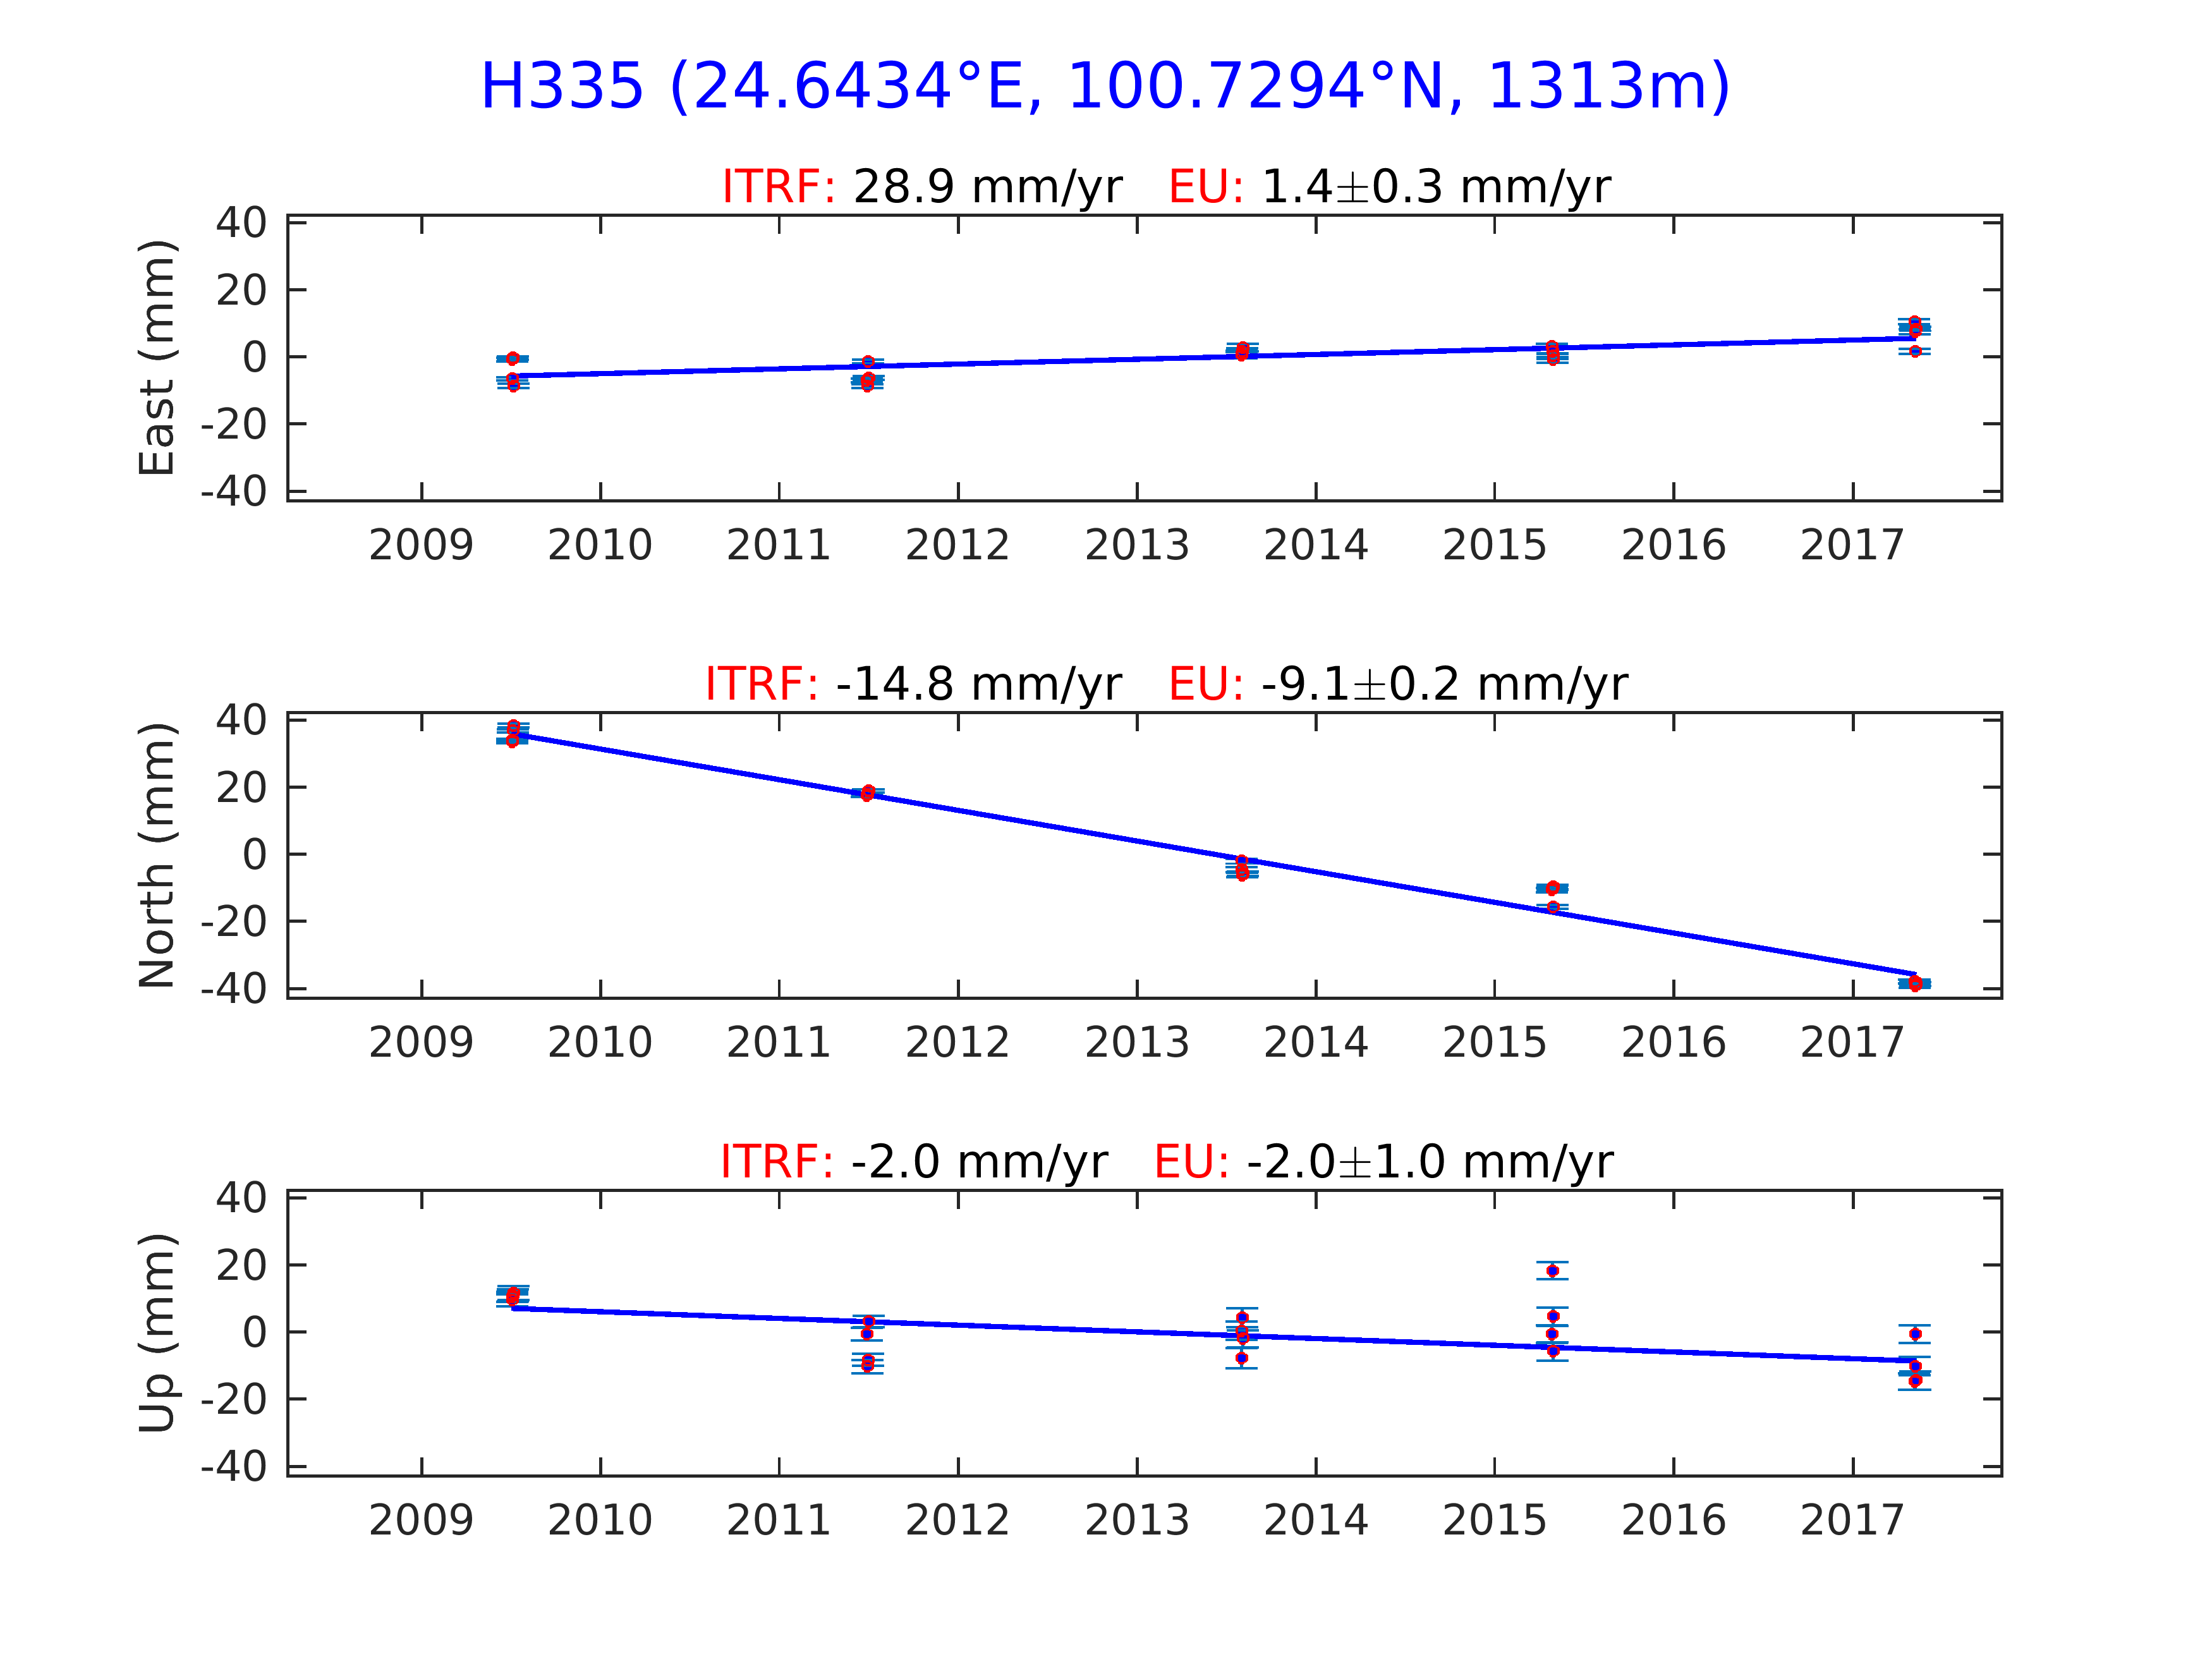 H335 (24.6434°E, 100.7294°N, 1313m)
ITRF: 28.9 mm/yr EU: 1.4±0.3 mm/yr
East (mm)
40
20
0
-20
-40
2009 2010 2011 2012 2013 2014 2015 2016 2017
ITRF: -14.8 mm/yr EU: -9.1±0.2 mm/yr
North (mm)
40
20
0
-20
-40
2009 2010 2011 2012 2013 2014 2015 2016 2017
ITRF: -2.0 mm/yr EU: -2.0±1.0 mm/yr
Up (mm)
40
20
0
-20
-40
2009 2010 2011 2012 2013 2014 2015 2016 2017